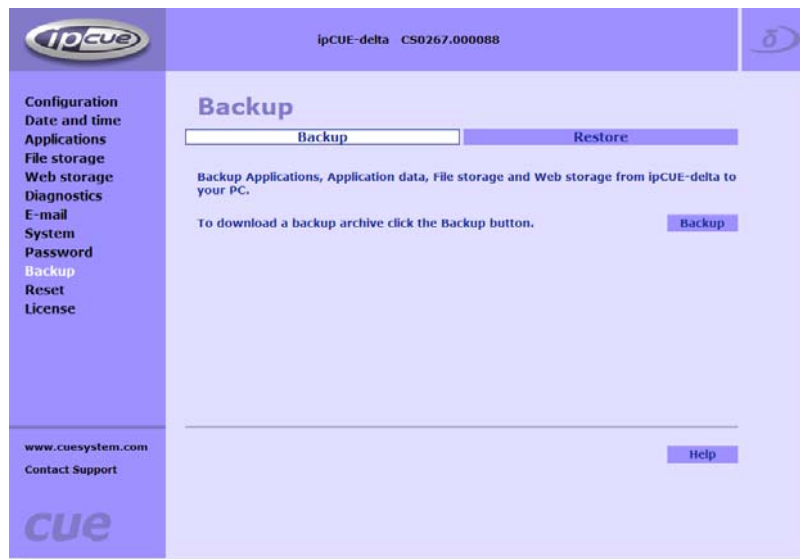 ipcue
ipCUE-delta CS0267.000088
δ
Configuration
Date and time
Applications
File storage
Web storage
Diagnostics
E-mail
System
Password
Backup
Reset
License
www.cuesystem.com
Contact Support
cue
Backup
Backup Restore
Backup Applications, Application data, File storage and Web storage from ipCUE-delta to
your PC.
To download a backup archive click the Backup button. Backup
Help